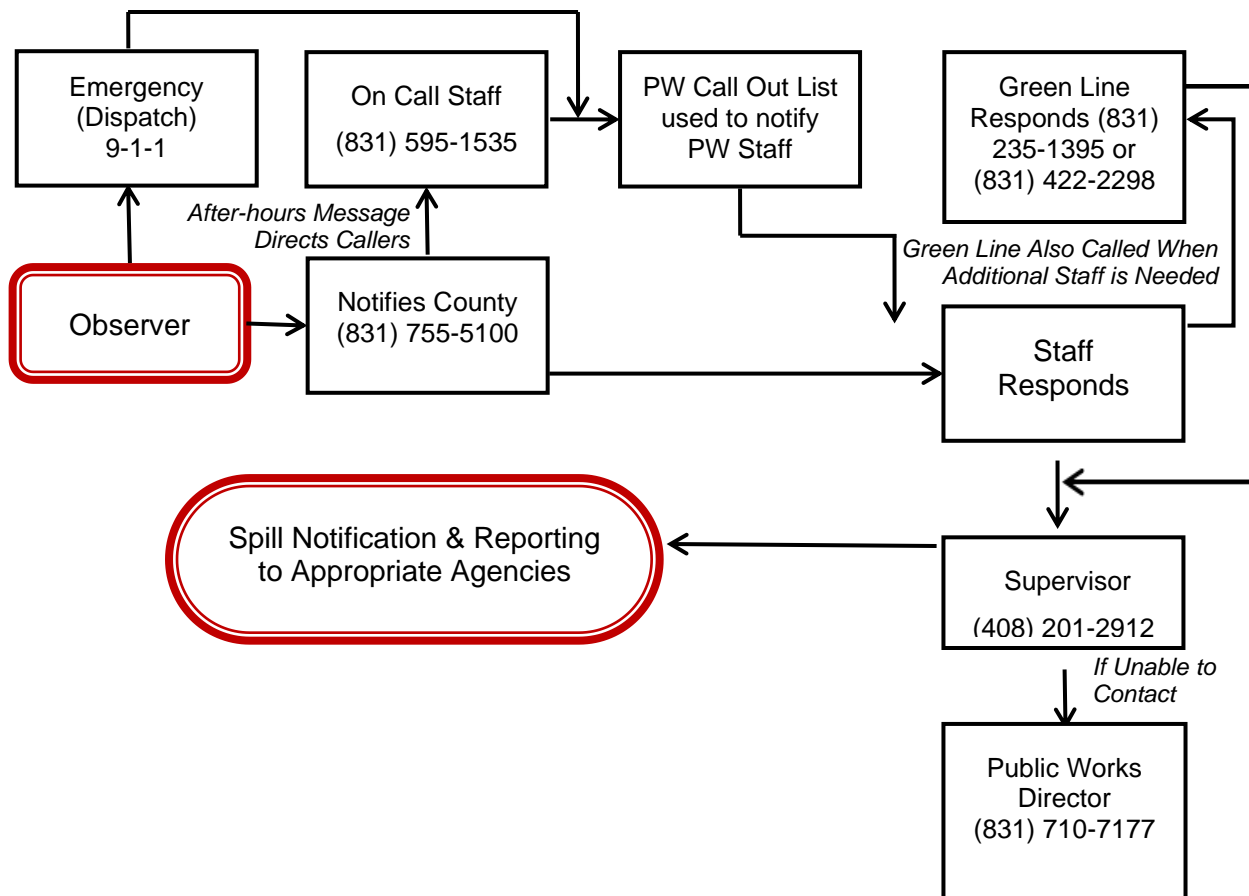 Emergency
(Dispatch)
9-1-1
On Call Staff
(831) 595-1535
PW Call Out List
used to notify
PW Staff
Green Line
Responds (831)
235-1395 or
(831) 422-2298
After-hours Message
Directs Callers
Green Line Also Called When
Additional Staff is Needed
Observer
Notifies County
(831) 755-5100
Staff
Responds
Spill Notification & Reporting
to Appropriate Agencies
Supervisor
(408) 201-2912
If Unable to
Contact
Public Works
Director
(831) 710-7177